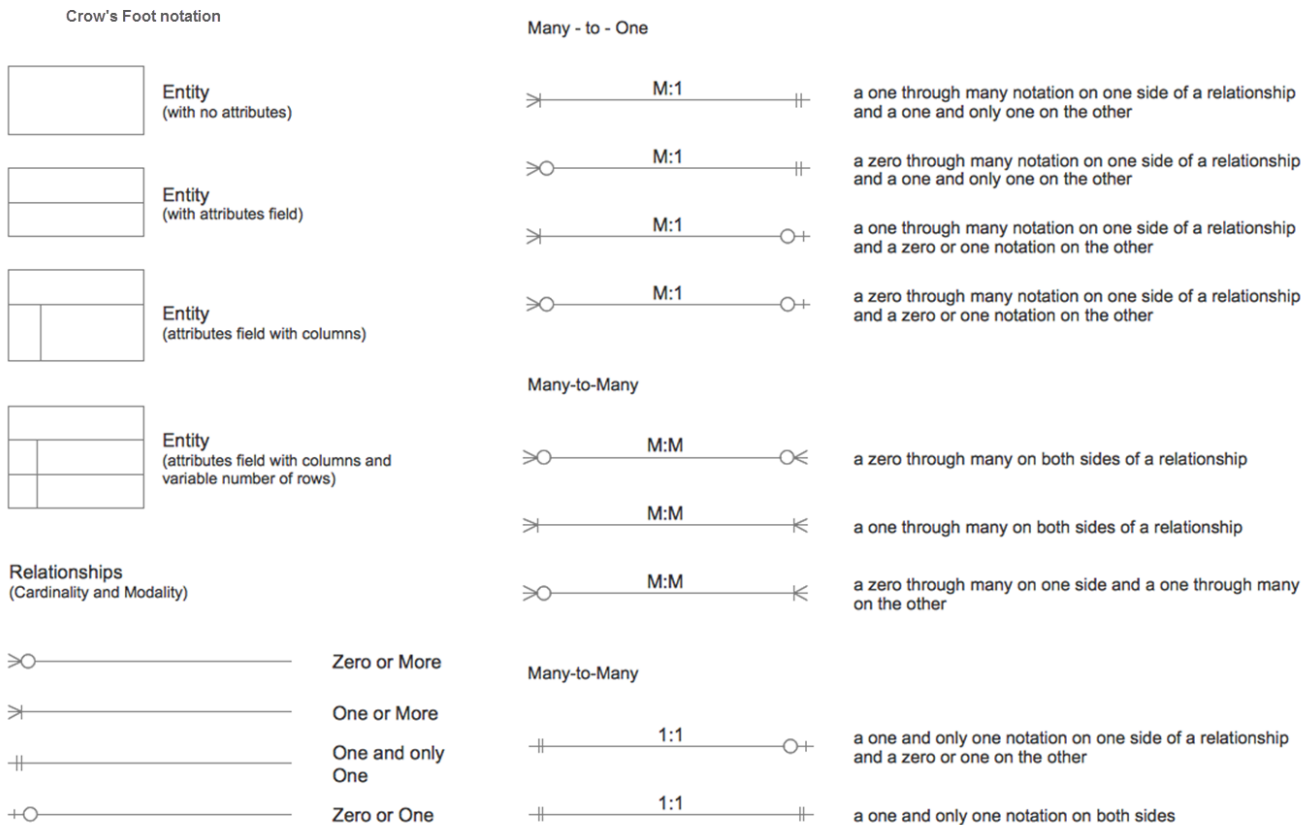 Crow's Foot notation
Entity
(with no attributes)
Entity
(with attributes field)
Entity
(attributes field with columns)
Entity
(attributes field with columns and
variable number of rows)
Relationships
(Cardinality and Modality)
Zero or More
One or More
One and only
One
Zero or One
Many - to - One
M:1
a one through many notation on one side of a relationship
and a one and only one on the other
M:1
a zero through many notation on one side of a relationship
and a one and only one on the other
M:1
a one through many notation on one side of a relationship
and a zero or one notation on the other
M:1
a zero through many notation on one side of a relationship
and a zero or one notation on the other
Many-to-Many
M:M
a zero through many on both sides of a relationship
M:M
a one through many on both sides of a relationship
M:M
a zero through many on one side and a one through many
on the other
Many-to-Many
1:1
a one and only one notation on one side of a relationship
and a zero or one on the other
1:1
a one and only one notation on both sides